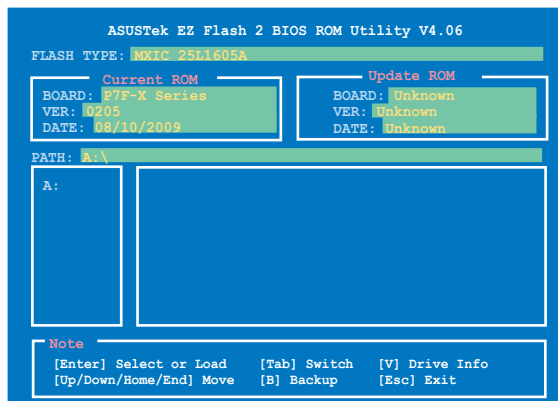 ASUSTek EZ Flash 2 BIOS ROM Utility V4.06
FLASH TYPE: MXIC 25L1605A
Current ROM
BOARD: P7F-X Series
VER: 0205
DATE: 08/10/2009
Update ROM
BOARD: Unknown
VER: Unknown
DATE: Unknown
PATH: A:\
A:
Note
[Enter] Select or Load [Tab] Switch [V] Drive Info
[Up/Down/Home/End] Move [B] Backup [Esc] Exit